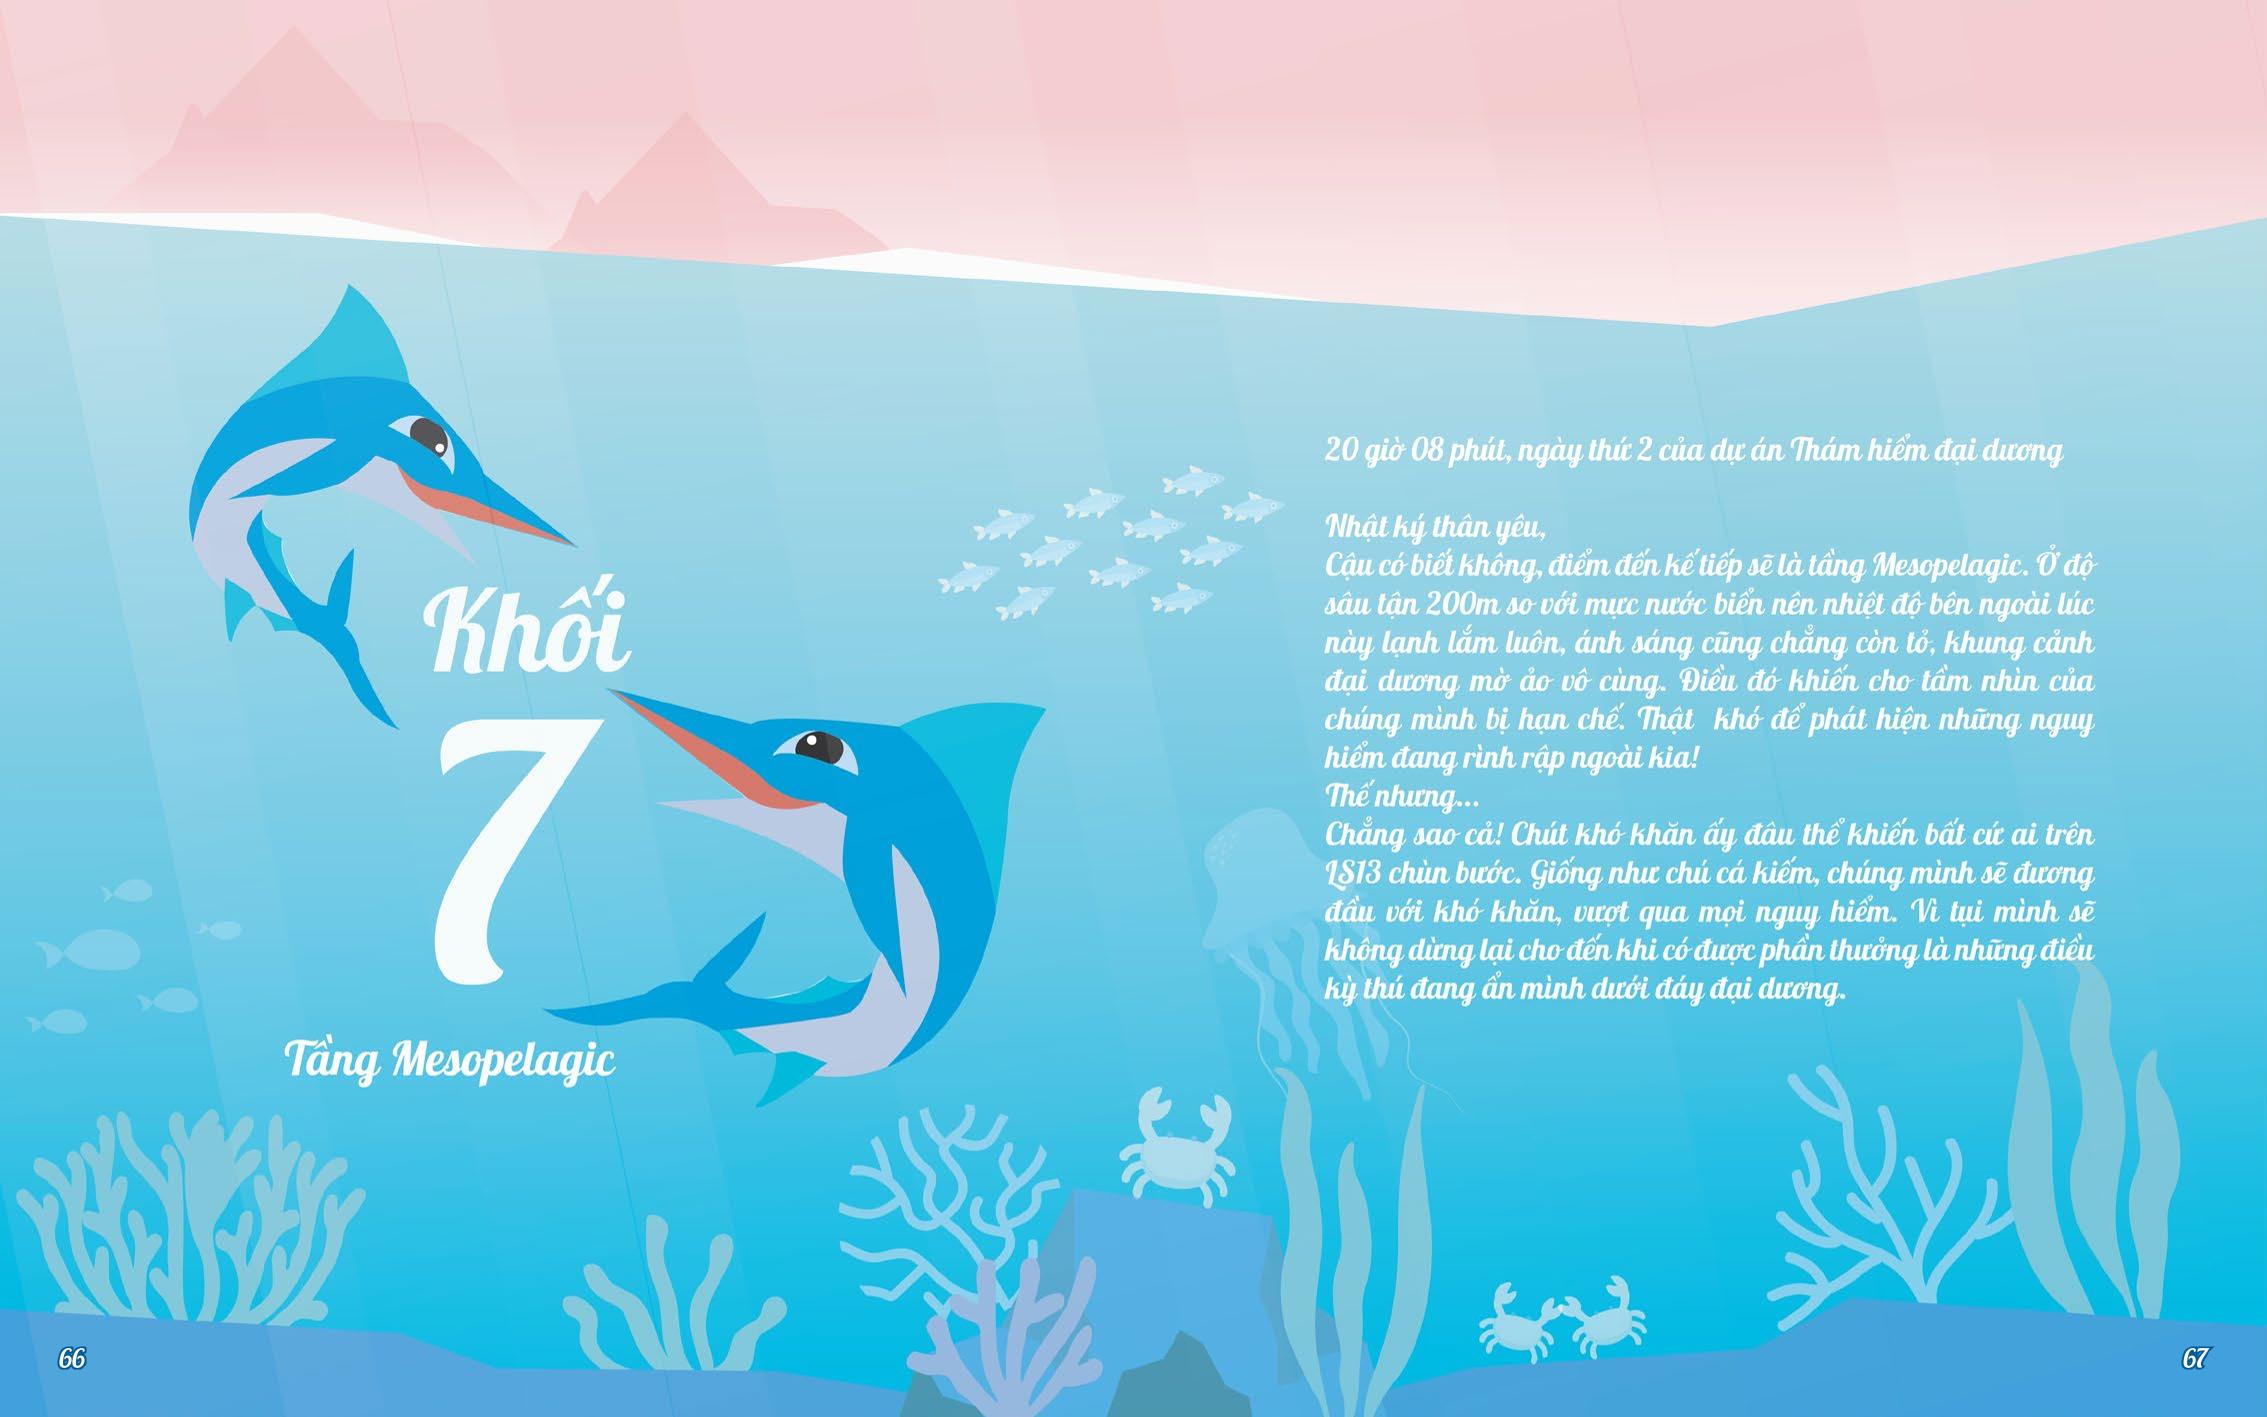 Khối
7
Tầng Mesopelagic
66
20 giờ 08 phút, ngày thứ 2 của dự án Thám hiểm đại dương
Nhật ký thân yêu,
Cậu có biết không, điểm đến kế tiếp sẽ là tầng Mesopelagic. Ở độ
sâu tận 200m so với mực nước biển nên nhiệt độ bên ngoài lúc
này lạnh lắm luôn, ánh sáng cũng chẳng còn tỏ, khung cảnh
đại dương mờ ảo vô cùng. Điều đó khiến cho tầm nhìn của
chúng mình bị hạn chế. Thật khó để phát hiện những nguy
hiểm đang rình rập ngoài kia!
Thế nhưng...
Chẳng sao cả! Chút khó khăn ấy đâu thể khiến bất cứ ai trên
LS13 chùn bước. Giống như chú cá kiếm, chúng mình sẽ đương
đầu với khó khăn, vượt qua mọi nguy hiểm. Vì tụi mình sẽ
không dừng lại cho đến khi có được phần thưởng là những điều
kỳ thú đang ẩn mình dưới đáy đại dương.
67